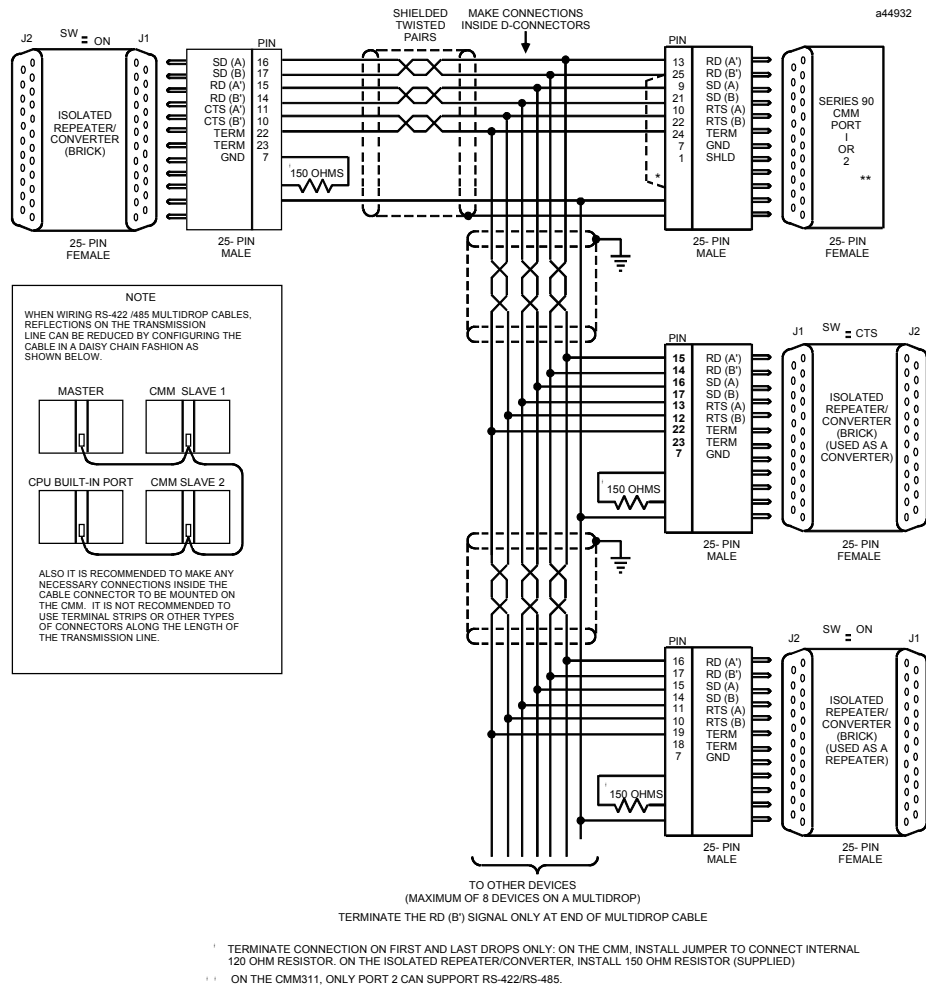 a44932
SHIELDED
TWISTED
PAIRS
MAKE CONNECTIONS
INSIDE D-CONNECTORS
J2
SW
ON
J1
ISOLATED
REPEATER/
CONVERTER
(BRICK)
25- PIN
FEMALE
PIN
SD (A) 16
SD (B) 17
RD (A') 15
RD (B') 14
CTS (A') 11
CTS (B') 10
TERM 22
TERM 23
GND 7
25- PIN
MALE
150 OHMS
PIN
13 RD (A')
25 RD (B')
9 SD (A)
21 SD (B)
10 RTS (A)
22 RTS (B)
24 TERM
7 GND
1 SHLD
*
25- PIN
MALE
SERIES 90
CMM
PORT
I
OR
2
**
25- PIN
FEMALE
NOTE
WHEN WIRING RS-422 /485 MULTIDROP CABLES,
REFLECTIONS ON THE TRANSMISSION
LINE CAN BE REDUCED BY CONFIGURING THE
CABLE IN A DAISY CHAIN FASHION AS
SHOWN BELOW.
MASTER
CMM SLAVE 1
CPU BUILT-IN PORT
CMM SLAVE 2
ALSO IT IS RECOMMENDED TO MAKE ANY
NECESSARY CONNECTIONS INSIDE THE
CABLE CONNECTOR TO BE MOUNTED ON
THE CMM. IT IS NOT RECOMMENDED TO
USE TERMINAL STRIPS OR OTHER TYPES
OF CONNECTORS ALONG THE LENGTH OF
THE TRANSMISSION LINE.
PIN
15 RD (A')
14 RD (B')
16 SD (A)
17 SD (B)
13 RTS (A)
12 RTS (B)
22 TERM
23 TERM
7 GND
150 OHMS
25- PIN
MALE
J1
SW
CTS
J2
ISOLATED
REPEATER/
CONVERTER
(BRICK)
(USED AS A
CONVERTER)
25- PIN
FEMALE
PIN
16 RD (A')
17 RD (B')
15 SD (A)
14 SD (B)
11 RTS (A)
10 RTS (B)
19 TERM
18 TERM
7 GND
150 OHMS
25- PIN
MALE
J2
SW
ON
J1
ISOLATED
REPEATER/
CONVERTER
(BRICK)
(USED AS A
REPEATER)
25- PIN
FEMALE
TO OTHER DEVICES
(MAXIMUM OF 8 DEVICES ON A MULTIDROP)
TERMINATE THE RD (B') SIGNAL ONLY AT END OF MULTIDROP CABLE
TERMINATE CONNECTION ON FIRST AND LAST DROPS ONLY: ON THE CMM, INSTALL JUMPER TO CONNECT INTERNAL
120 OHM RESISTOR. ON THE ISOLATED REPEATER/CONVERTER, INSTALL 150 OHM RESISTOR (SUPPLIED)
ON THE CMM311, ONLY PORT 2 CAN SUPPORT RS-422/RS-485.